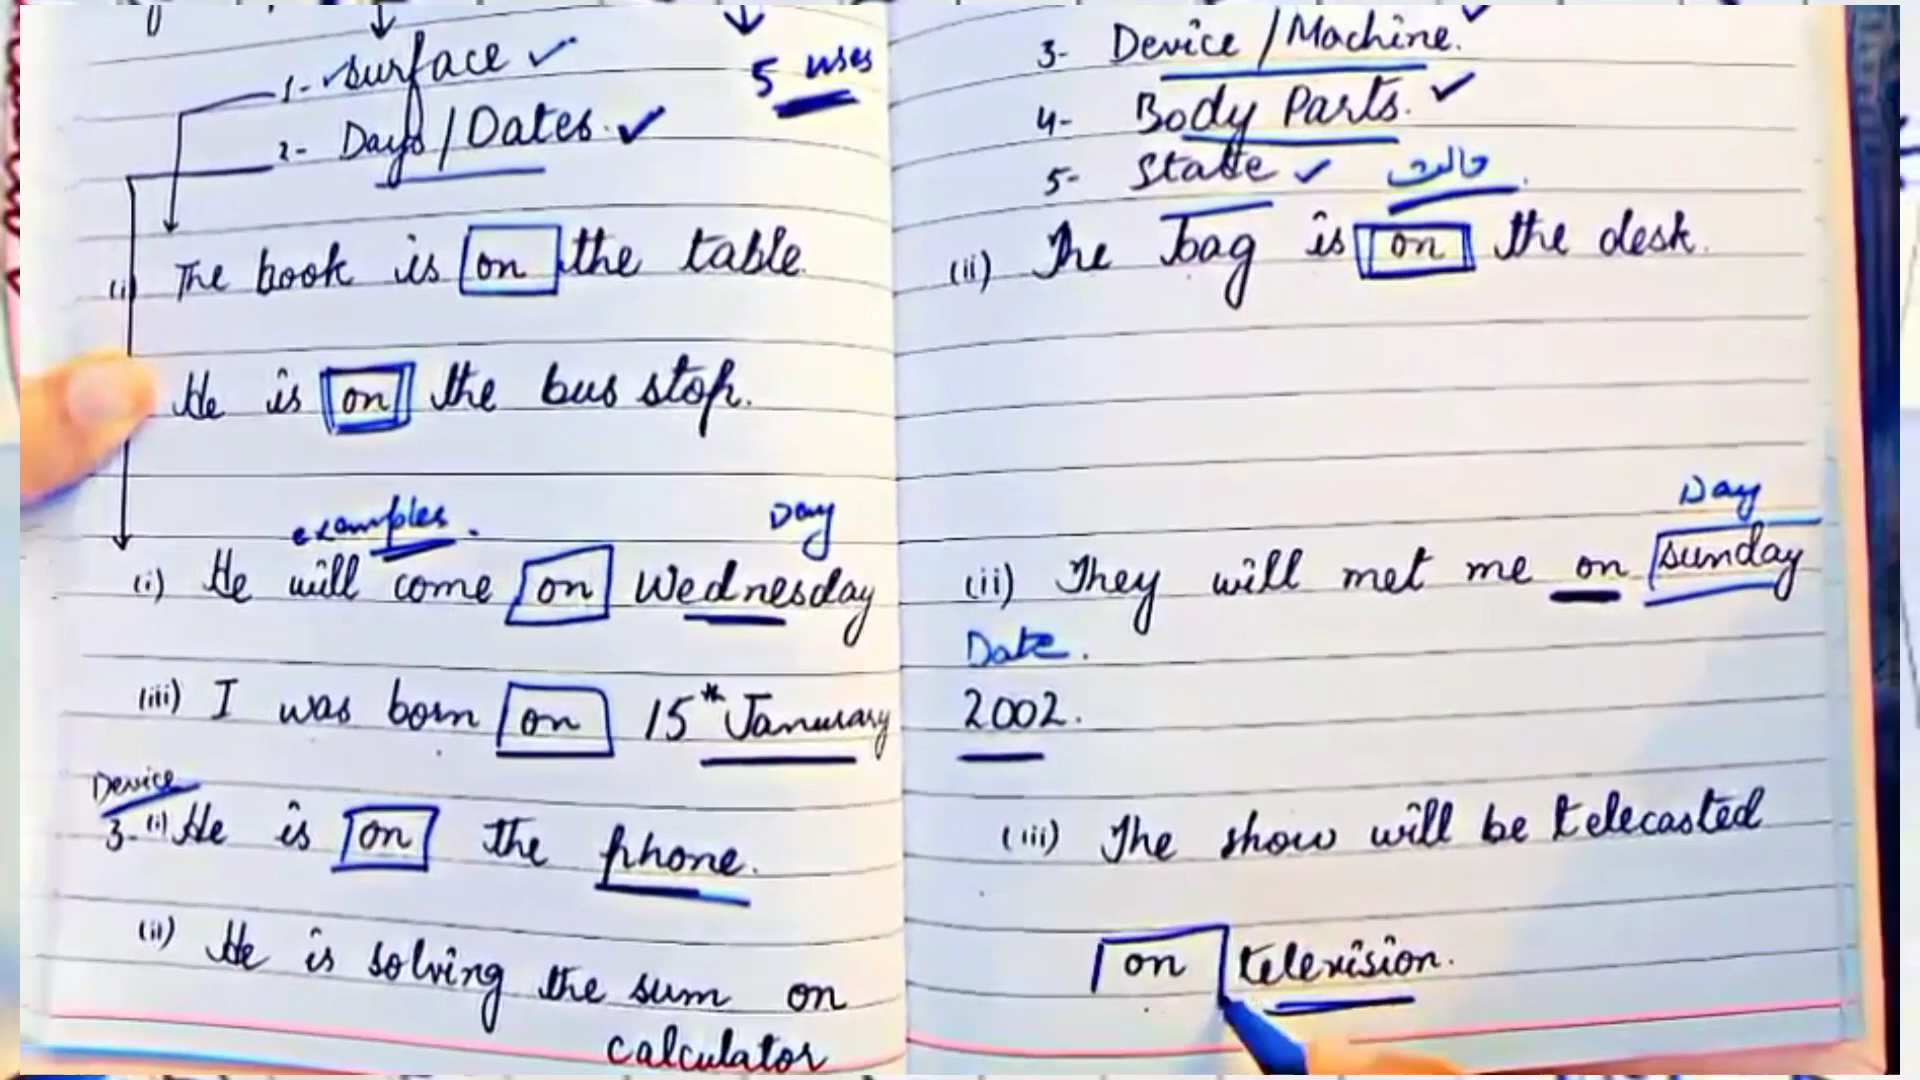 1- Surface
2- Days/Dates.
5 uses
(i) The book is on the table.
He is on the bus stop.
examples.
Day
(i) He will come on Wednesday
(iii) I was born on 15th Janurary
Device
3- (i) He is on the phone.
(ii) He is solving the sum on
calculator
3- Device/Machine.
4- Body Parts.
5- State حالت
(ii) The bag is on the desk.
Day
(ii) They will met me on sunday
Date.
2002.
(iii) The show will be telecasted
on television.